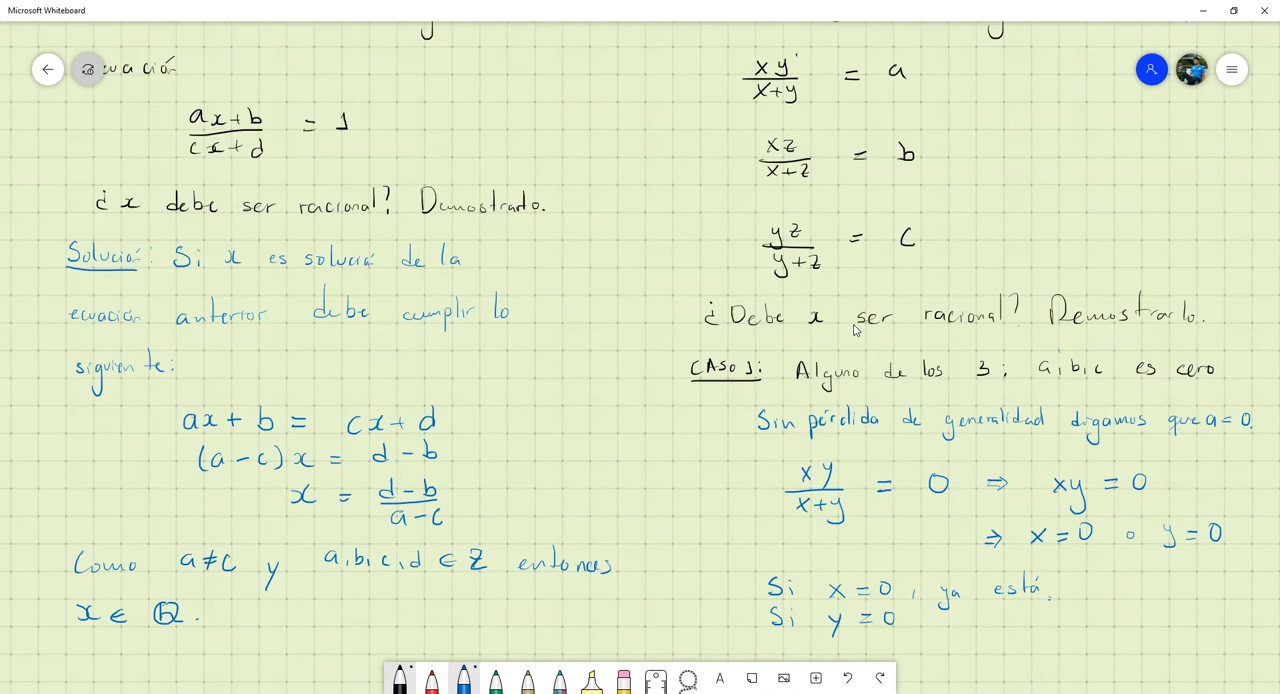 Microsoft Whiteboard
uación
ax+b / cx+d = 1
¿x debe ser racional? Demostrarlo.
Solución: Si x es solución de la
ecuación anterior debe cumplir lo
siguiente:
ax + b = cx + d
(a-c)x = d-b
x = d-b / a-c
Como a≠c y a,b,c,d ∈ Z entonces
x ∈ Q.
xy / x+y = a
xz / x+z = b
yz / y+z = c
¿Debe x ser racional? Demostrarlo.
CASO 1: Alguno de los 3; a,b,c es cero
Sin pérdida de generalidad digamos que a=0.
xy / x+y = 0 ⇒ xy = 0
⇒ x=0 o y=0
Si x=0, ya está.
Si y=0